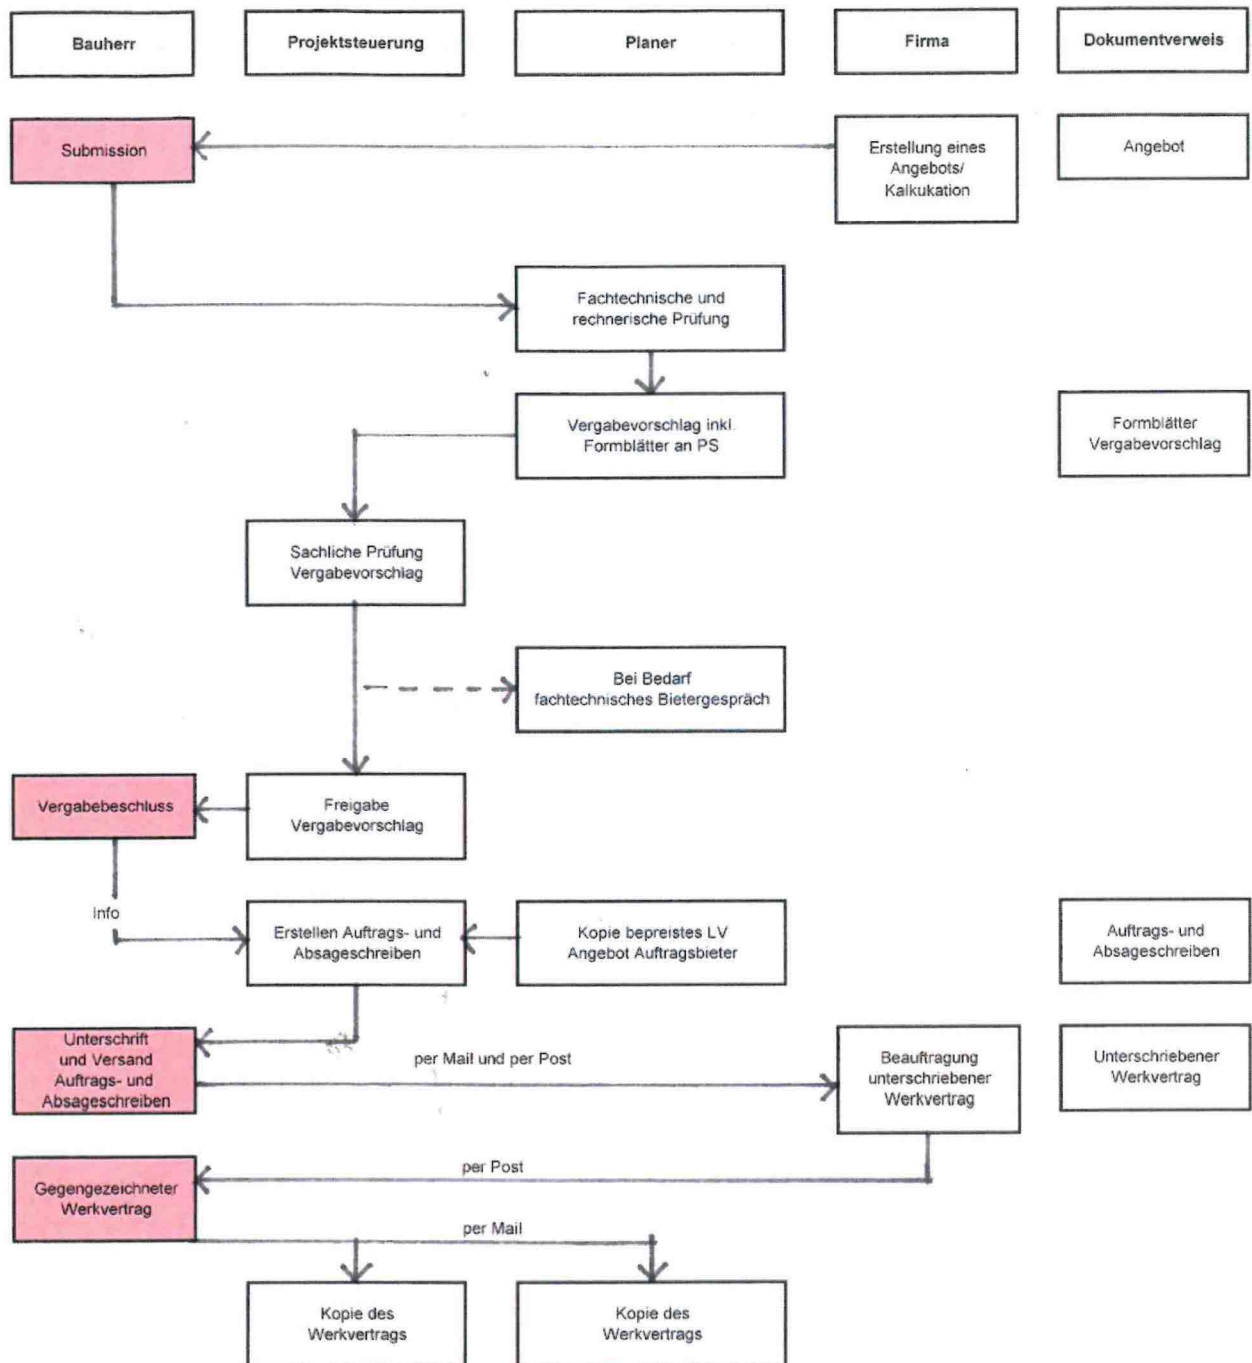 Bauherr
Projektsteuerung
Planer
Firma
Dokumentverweis
Submission
Erstellung eines
Angebots/
Kalkukation
Angebot
Fachtechnische und
rechnerische Prüfung
Vergabevorschlag inkl.
Formblätter an PS
Formblätter
Vergabevorschlag
Sachliche Prüfung
Vergabevorschlag
Bei Bedarf
fachtechnisches Bietergespräch
Vergabebeschluss
Freigabe
Vergabevorschlag
Info
Erstellen Auftrags- und
Absageschreiben
Kopie bepreistes LV
Angebot Auftragsbieter
Auftrags- und
Absageschreiben
Unterschrift
und Versand
Auftrags- und
Absageschreiben
per Mail und per Post
Beauftragung
unterschriebener
Werkvertrag
Unterschriebener
Werkvertrag
Gegengezeichneter
Werkvertrag
per Post
per Mail
Kopie des
Werkvertrags
Kopie des
Werkvertrags